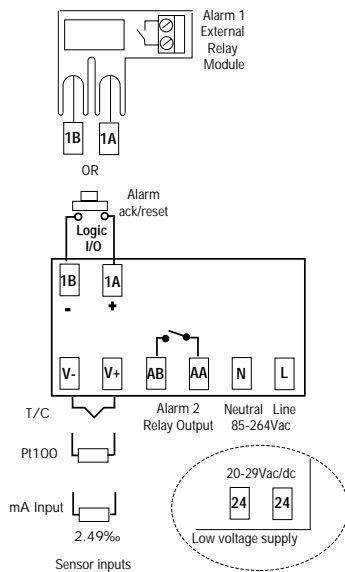 Alarm 1
External
Relay
Module
1B 1A
OR
Alarm
ack/reset
Logic
I/O
1B 1A
- +
V- V+ AB AA N L
T/C
Alarm 2
Relay Output
Neutral Line
85-264Vac
Pt100
20-29Vac/dc
24 24
mA Input
2.49‰
Low voltage supply
Sensor inputs